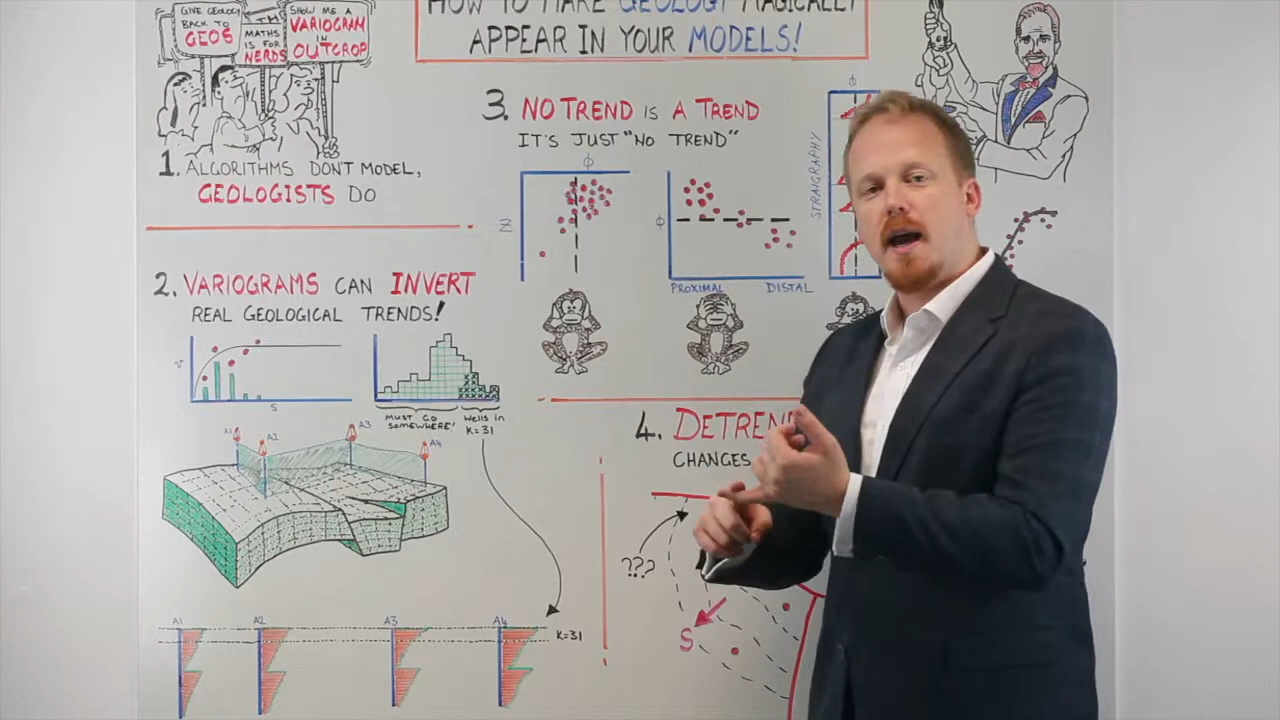 HOW TO MAKE GEOLOGY MAGICALLY
APPEAR IN YOUR MODELS!
GIVE GEOLOGY
BACK TO
GEOS
MATHS
IS FOR
NERDS
SHOW ME A
VARIOGRAM
IN
OUTCROP
1. ALGORITHMS DON'T MODEL,
GEOLOGISTS DO
2. VARIOGRAMS CAN INVERT
REAL GEOLOGICAL TRENDS!
V
S
MUST GO
SOMEWHERE!
WELLS IN
K=31
A1
A2
A3
A4
A1
A2
A3
A4
K=31
3. NO TREND IS A TREND
IT'S JUST "NO TREND"
Φ
Z
Φ
PROXIMAL
DISTAL
Φ
STRAIGRAPHY
4. DETREN
CHANGES
???
S